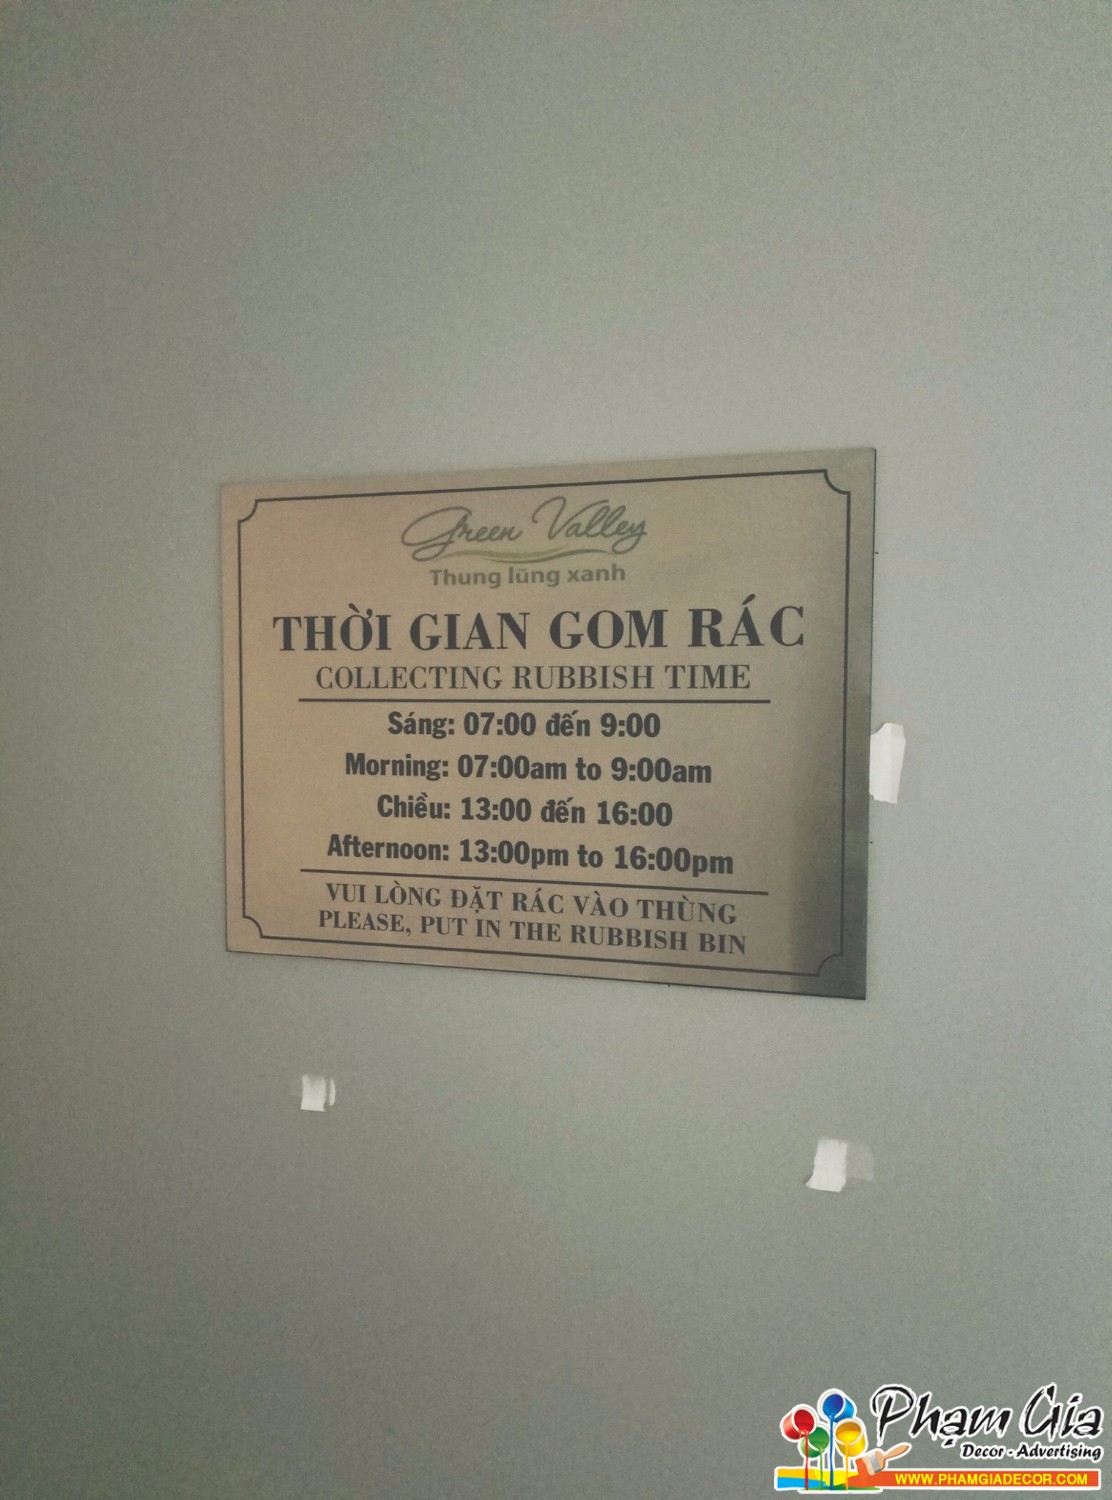 Green Valley
Thung lũng xanh
THỜI GIAN GOM RÁC
COLLECTING RUBBISH TIME
Sáng: 07:00 đến 9:00
Morning: 07:00am to 9:00am
Chiều: 13:00 đến 16:00
Afternoon: 13:00pm to 16:00pm
VUI LÒNG ĐẶT RÁC VÀO THÙNG
PLEASE, PUT IN THE RUBBISH BIN
Phạm Gia
Decor - Advertising
WWW.PHAMGIADECOR.COM